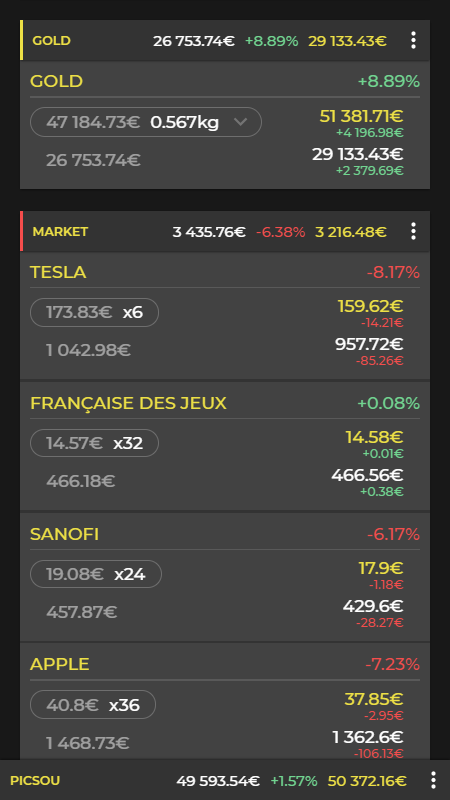 GOLD 26 753.74€ +8.89% 29 133.43€
GOLD +8.89%
47 184.73€ 0.567kg 51 381.71€
+4 196.98€
26 753.74€ 29 133.43€
+2 379.69€
MARKET 3 435.76€ -6.38% 3 216.48€
TESLA -8.17%
173.83€ x6 159.62€
-14.21€
1 042.98€ 957.72€
-85.26€
FRANÇAISE DES JEUX +0.08%
14.57€ x32 14.58€
+0.01€
466.18€ 466.56€
+0.38€
SANOFI -6.17%
19.08€ x24 17.9€
-1.18€
457.87€ 429.6€
-28.27€
APPLE -7.23%
40.8€ x36 37.85€
-2.95€
1 468.73€ 1 362.6€
-106.13€
PICSOU 49 593.54€ +1.57% 50 372.16€